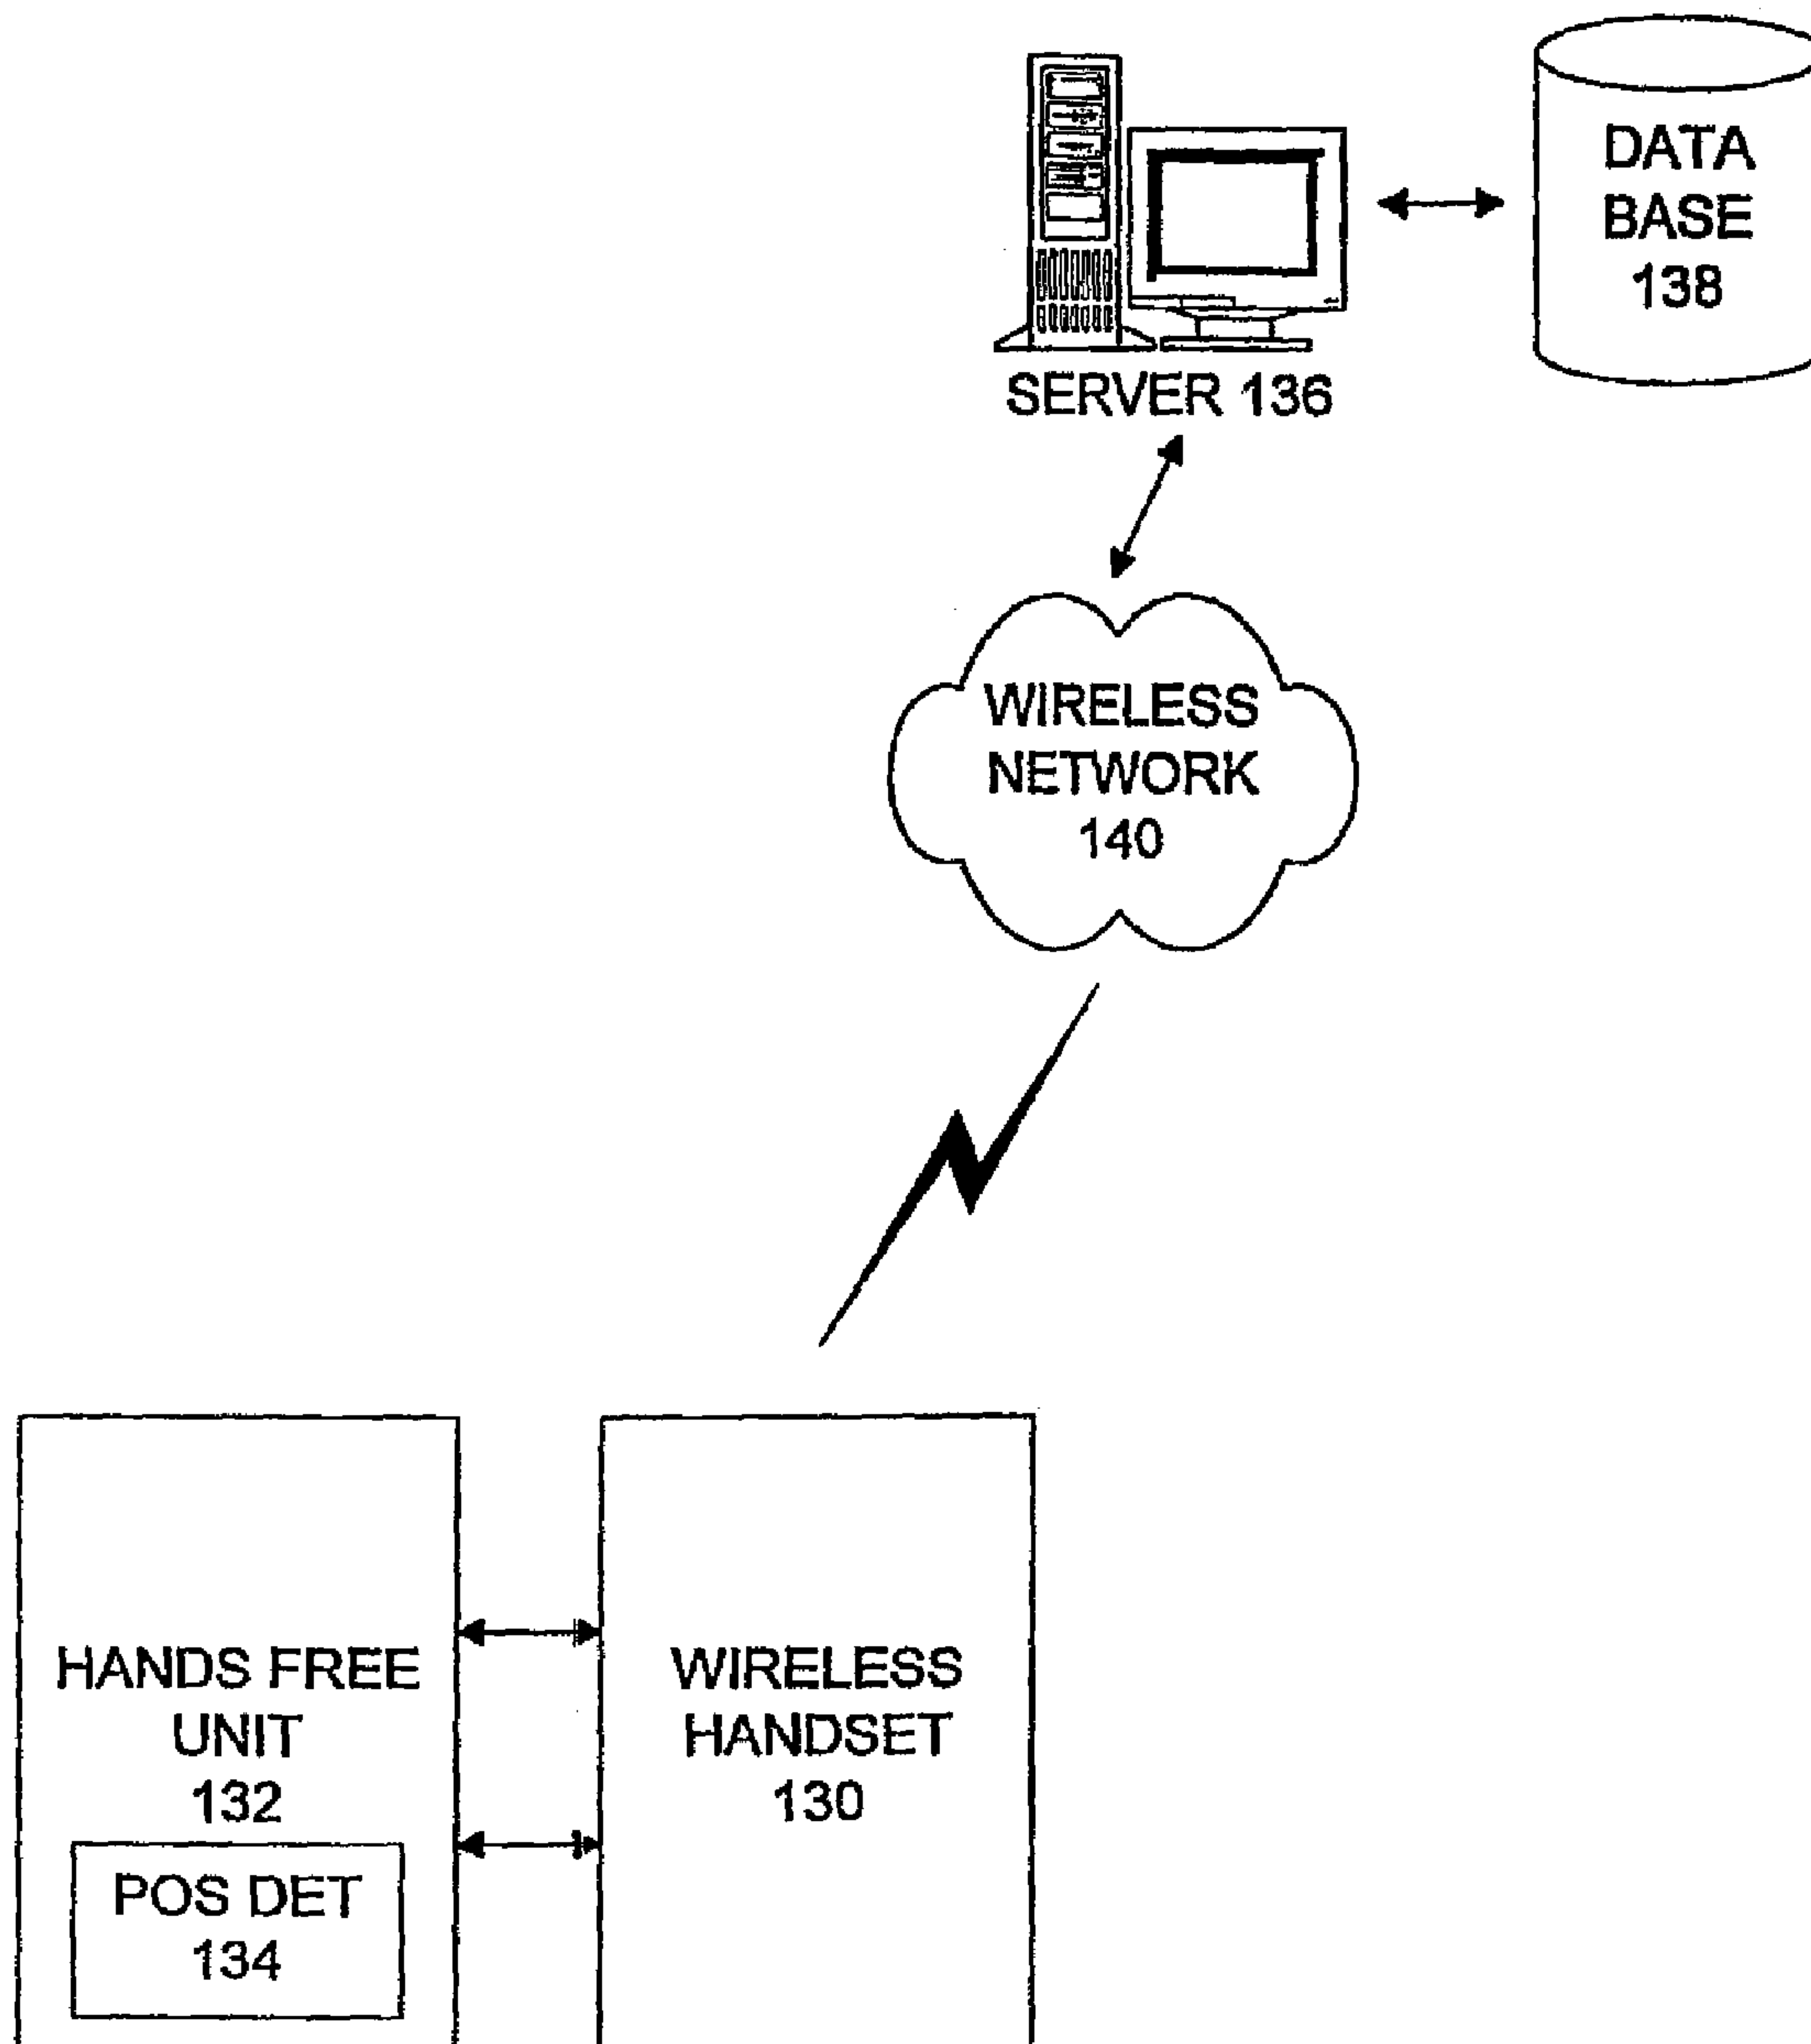 DATA
BASE
138
SERVER 136
WIRELESS
NETWORK
140
HANDS FREE
UNIT
132
POS DET
134
WIRELESS
HANDSET
130